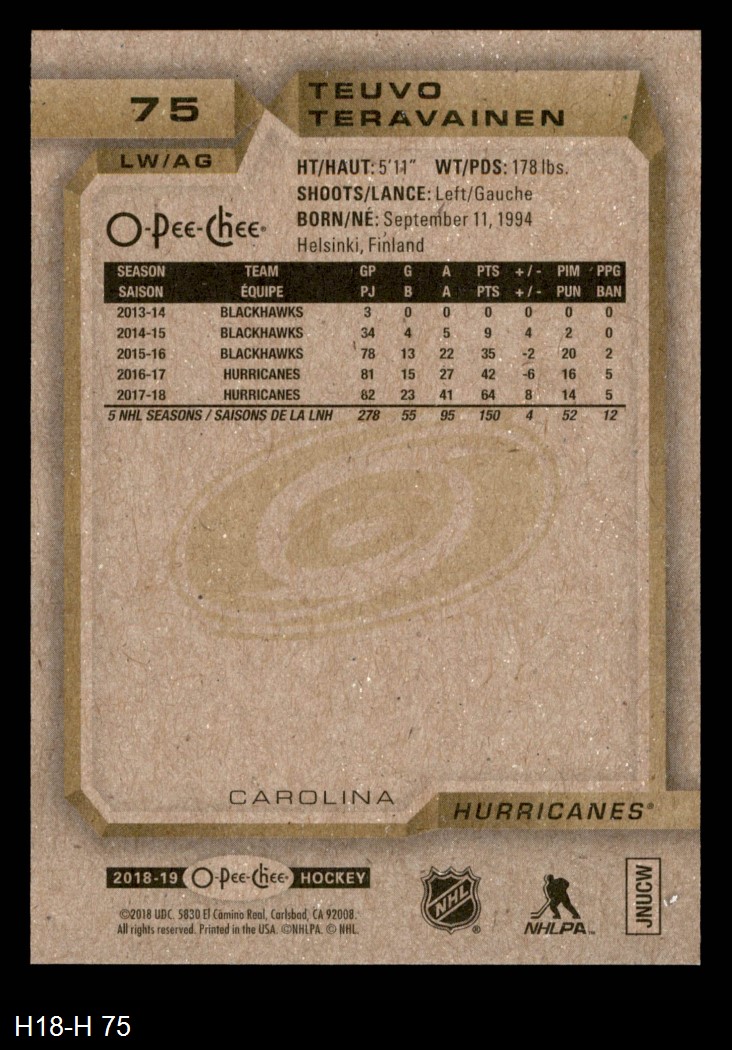 75
TEUVO
TERAVAINEN
LW/AG
HT/HAUT: 5'11" WT/PDS: 178 lbs.
SHOOTS/LANCE: Left/Gauche
BORN/NÉ: September 11, 1994
Helsinki, Finland
O-Pee-Chee®
SEASON TEAM GP G A PTS +/- PIM PPG
SAISON ÉQUIPE PJ B A PTS +/- PUN BAN
2013-14 BLACKHAWKS 3 0 0 0 0 0 0
2014-15 BLACKHAWKS 34 4 5 9 4 2 0
2015-16 BLACKHAWKS 78 13 22 35 -2 20 2
2016-17 HURRICANES 81 15 27 42 -6 16 5
2017-18 HURRICANES 82 23 41 64 8 14 5
5 NHL SEASONS / SAISONS DE LA LNH 278 55 95 150 4 52 12
CAROLINA
HURRICANES®
2018-19 O-Pee-Chee HOCKEY
©2018 UDC. 5830 El Camino Real, Carlsbad, CA 92008.
All rights reserved. Printed in the USA. ©NHLPA. © NHL.
NHL®
NHLPA™
JNUCW
H18-H 75